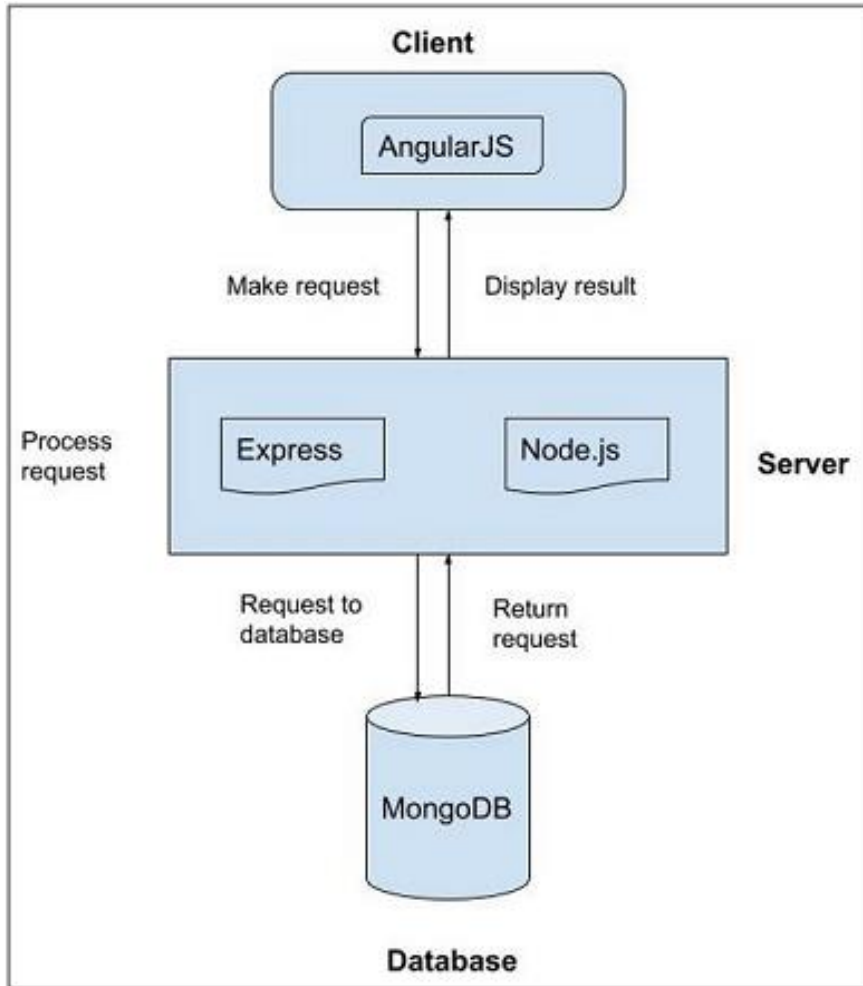 Client
AngularJS
Make request
Display result
Process
request
Express
Node.js
Server
Request to
database
Return
request
MongoDB
Database